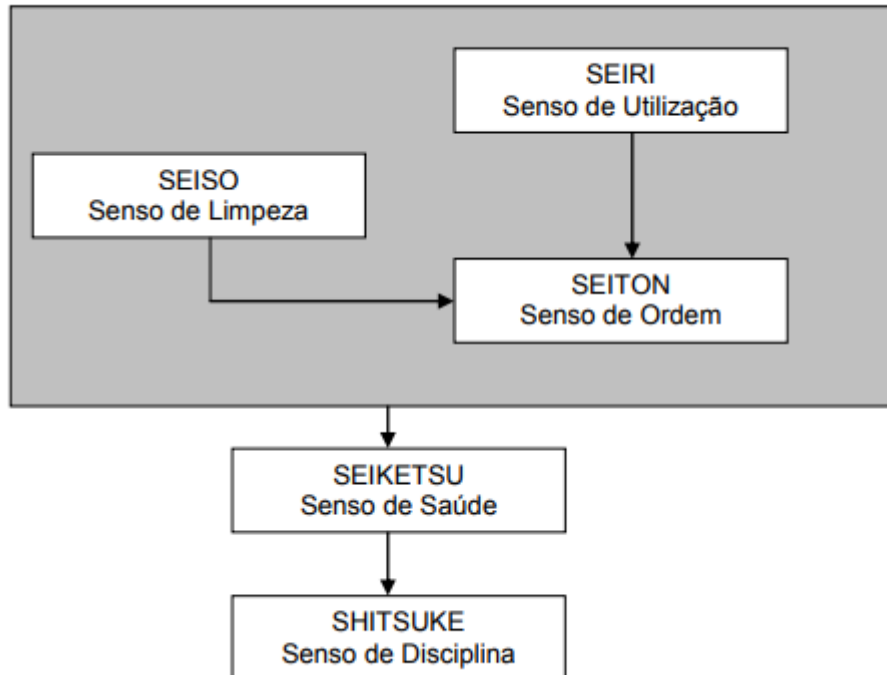 SEIRI
Senso de Utilização
SEISO
Senso de Limpeza
SEITON
Senso de Ordem
SEIKETSU
Senso de Saúde
SHITSUKE
Senso de Disciplina